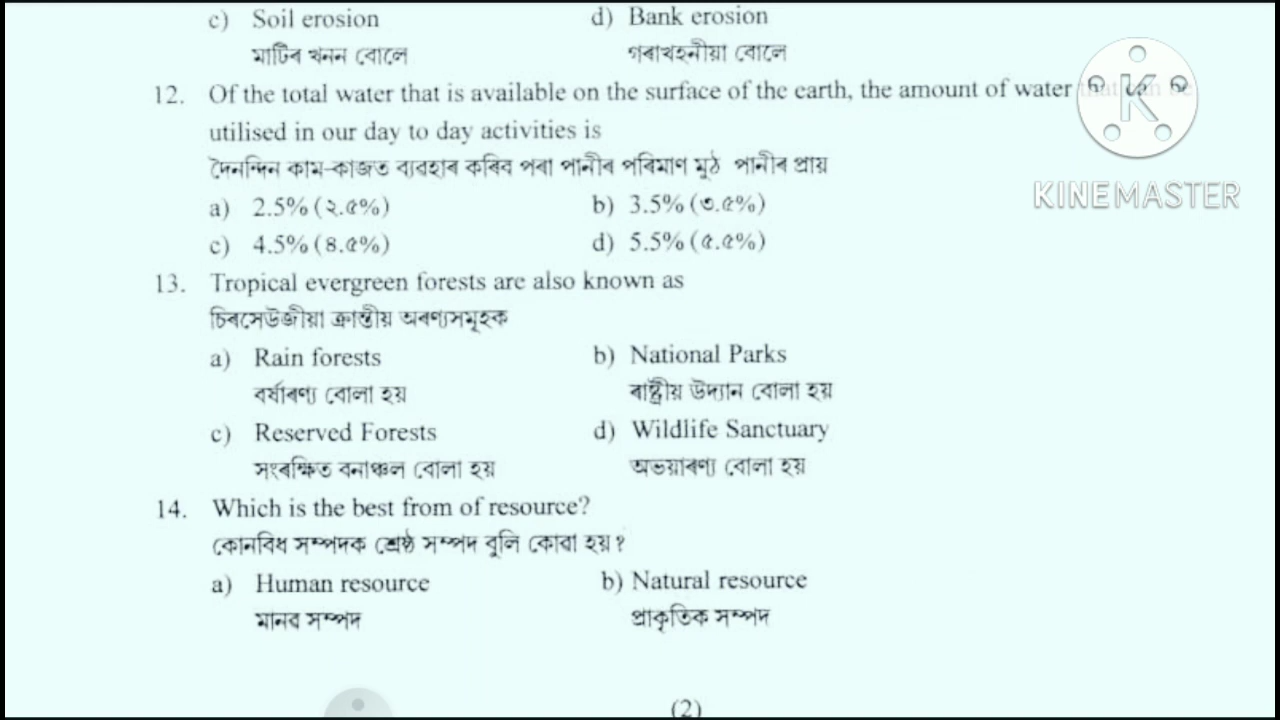 c) Soil erosion d) Bank erosion
মাটিৰ খনন বোলে গৰাখহনীয়া বোলে
12. Of the total water that is available on the surface of the earth, the amount of water that can be
utilised in our day to day activities is
দৈনন্দিন কাম-কাজত ব্যৱহাৰ কৰিব পৰা পানীৰ পৰিমাণ মুঠ পানীৰ প্ৰায়
a) 2.5% (২.৫%) b) 3.5% (৩.৫%)
c) 4.5% (৪.৫%) d) 5.5% (৫.৫%)
13. Tropical evergreen forests are also known as
চিৰসেউজীয়া ক্ৰান্তীয় অৰণ্যসমূহক
a) Rain forests b) National Parks
বৰ্ষাৰণ্য বোলা হয় ৰাষ্ট্ৰীয় উদ্যান বোলা হয়
c) Reserved Forests d) Wildlife Sanctuary
সংৰক্ষিত বনাঞ্চল বোলা হয় অভয়াৰণ্য বোলা হয়
14. Which is the best from of resource?
কোনবিধ সম্পদক শ্ৰেষ্ঠ সম্পদ বুলি কোৱা হয়?
a) Human resource b) Natural resource
মানৱ সম্পদ প্ৰাকৃতিক সম্পদ
(2)
K
KINEMASTER